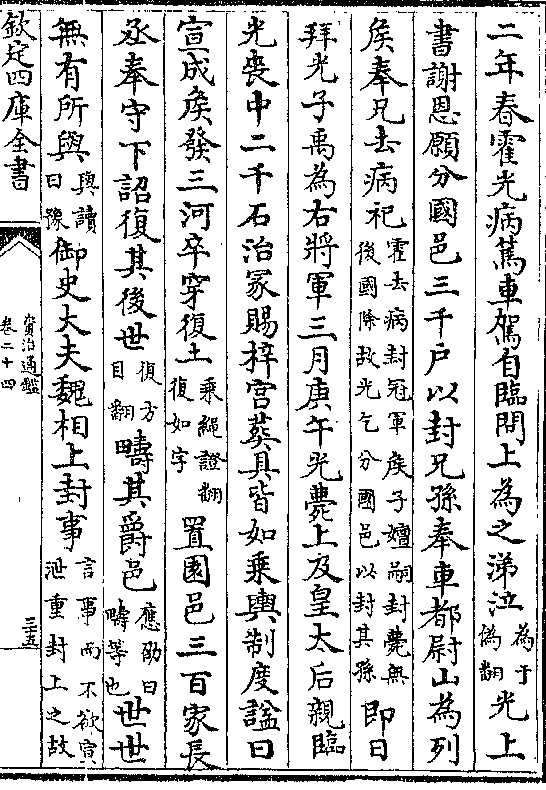 二年春霍光病篤車駕自臨問上為之涕泣為于偽翻光上
書謝恩願分國邑三千户以封兄孫奉車都尉山為列
矦奉兄去病祀霍去病封冠軍矦子嬗嗣封薨無後國除故光乞分國邑以封其孫即日
拜光子禹為右將軍三月庚午光薨上及皇太后親臨
光喪中二千石治冢賜梓宫葬具皆如乗輿制度諡曰
宣成矦發三河卒穿復土乗繩證翻復如字置園邑三百家長
丞奉守下詔復其後世復方目翻疇其爵邑應劭曰疇等也世世
無有所與與讀曰豫御史大夫魏相上封事言事而不欲宣泄重封上之故
欽定四庫全書
資治通鑑
卷二十四
三五